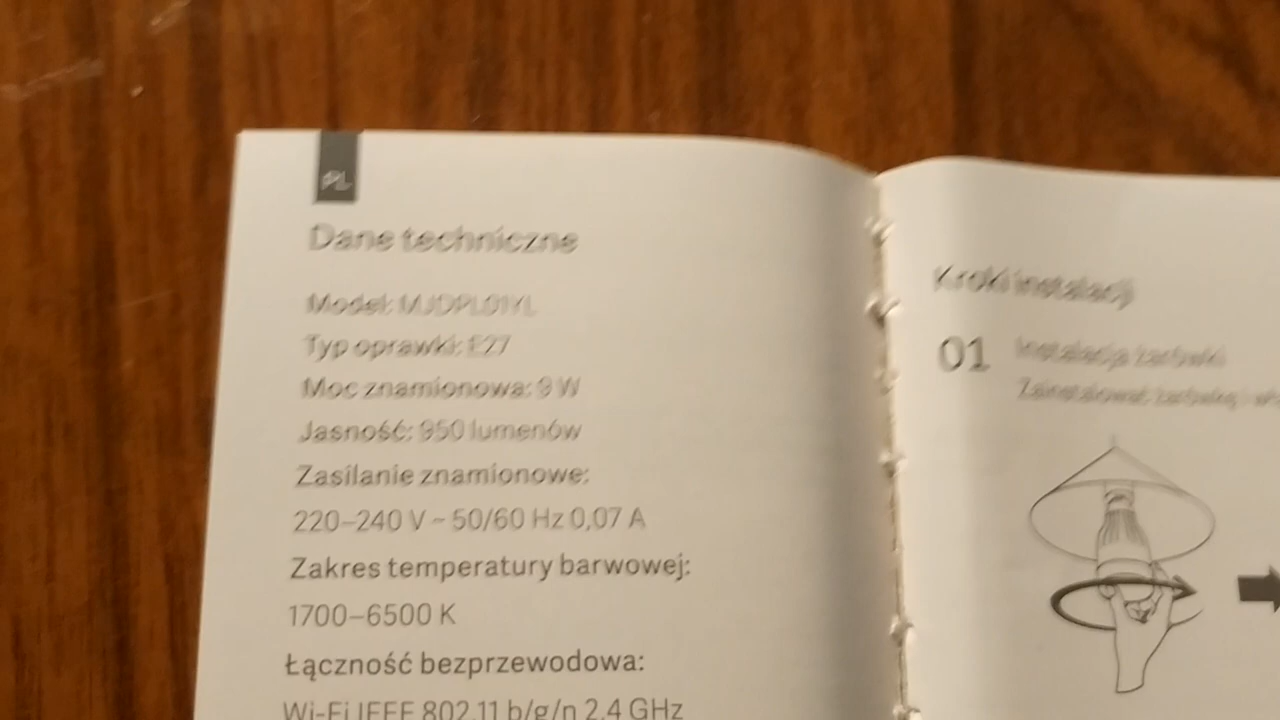 PL
Dane techniczne
Model: MJDPL01YL
Typ oprawki: E27
Moc znamionowa: 9 W
Jasność: 950 lumenów
Zasilanie znamionowe:
220–240 V ~ 50/60 Hz 0,07 A
Zakres temperatury barwowej:
1700–6500 K
Łączność bezprzewodowa:
Wi-Fi IEEE 802.11 b/g/n 2,4 GHz
Kroki instalacji
01
Instalacja żarówki
Zainstalować żarówkę i